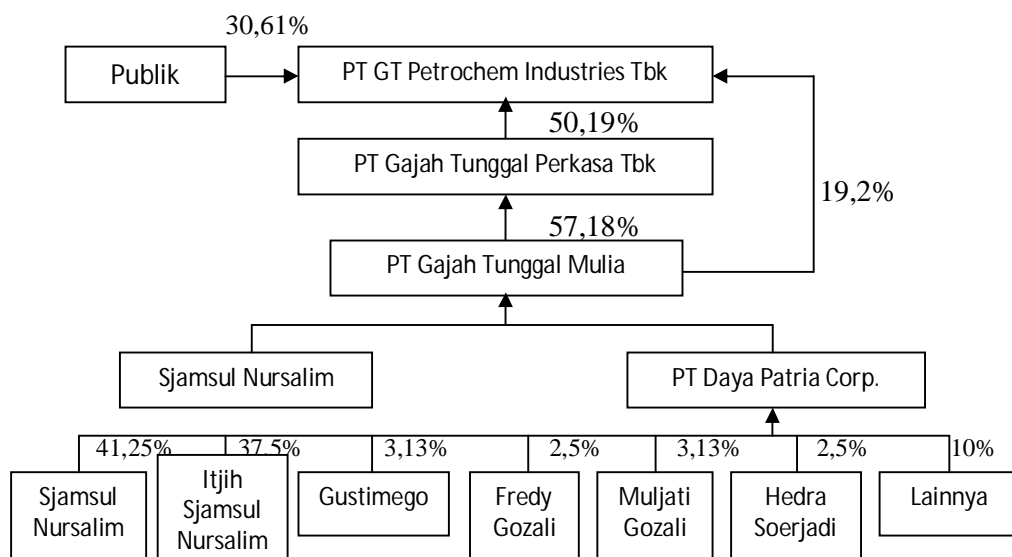 30,61%
Publik
PT GT Petrochem Industries Tbk
50,19%
PT Gajah Tunggal Perkasa Tbk
19,2%
57,18%
PT Gajah Tunggal Mulia
Sjamsul Nursalim
PT Daya Patria Corp.
41,25%
37,5%
3,13%
2,5%
3,13%
2,5%
10%
Sjamsul
Nursalim
Itjih
Sjamsul
Nursalim
Gustimego
Fredy
Gozali
Muljati
Gozali
Hedra
Soerjadi
Lainnya